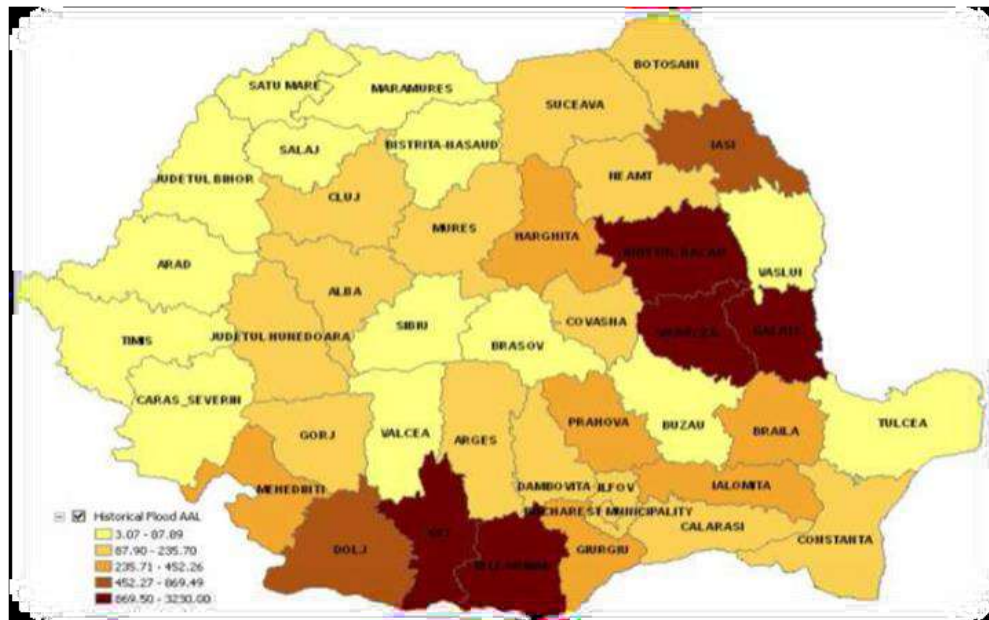 BOTOSANI
SATU MARE
MARAMURES
SUCEAVA
IASI
SALAJ
BISTRITA-NASAUD
JUDETUL BIHOR
NEAMT
CLUJ
MURES
HARGHITA
ARAD
VASLUI
ALBA
SIBIU
COVASNA
TIMIS
JUDETUL HUNEDOARA
BRASOV
CARAS_SEVERIN
GORJ
VALCEA
ARGES
PRAHOVA
BUZAU
BRAILA
TULCEA
MEHEDINTI
DAMBOVITA
ILFOV
IALOMITA
BUCHAREST MUNICIPALITY
CALARASI
CONSTANTA
DOLJ
GIURGIU
Historical Flood AAL
3.07 - 87.89
87.90 - 235.70
235.71 - 452.26
452.27 - 869.49
869.50 - 3230.00